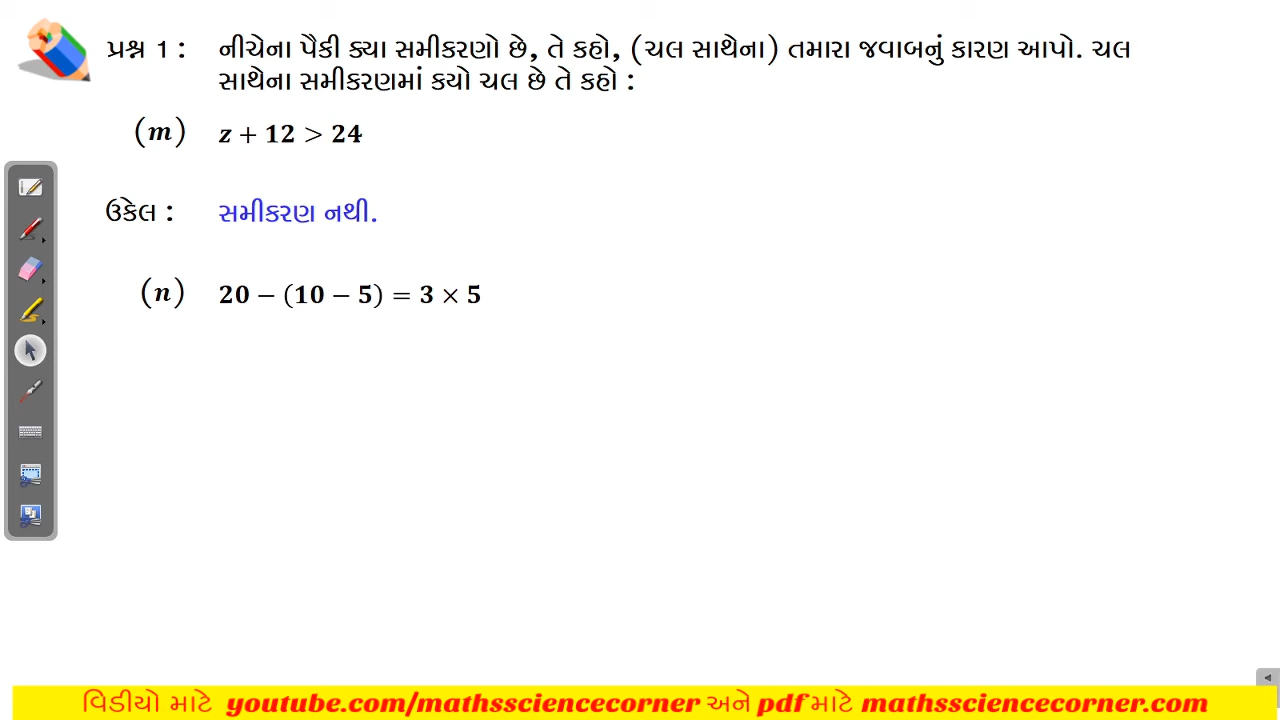 પ્રશ્ન 1 : નીચેના પૈકી ક્યા સમીકરણો છે, તે કહો, (ચલ સાથેના) તમારા જવાબનું કારણ આપો. ચલ
સાથેના સમીકરણમાં ક્યો ચલ છે તે કહો :
(m) z + 12 > 24
ઉકેલ : સમીકરણ નથી.
(n) 20 − (10 − 5) = 3 × 5
વિડીયો માટે youtube.com/mathssciencecorner અને pdf માટે mathssciencecorner.com